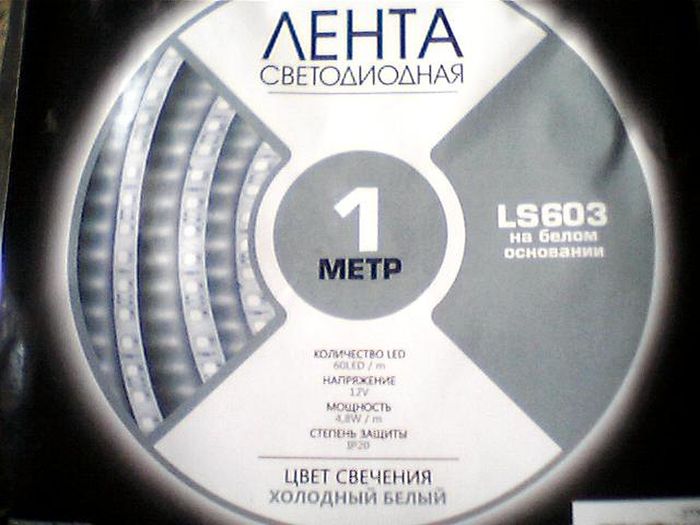 ЛЕНТА
СВЕТОДИОДНАЯ
1
МЕТР
LS603
на белом
основании
КОЛИЧЕСТВО LED
60LED / m
НАПРЯЖЕНИЕ
12V
МОЩНОСТЬ
4,8W / m
СТЕПЕНЬ ЗАЩИТЫ
IP20
ЦВЕТ СВЕЧЕНИЯ
ХОЛОДНЫЙ БЕЛЫЙ